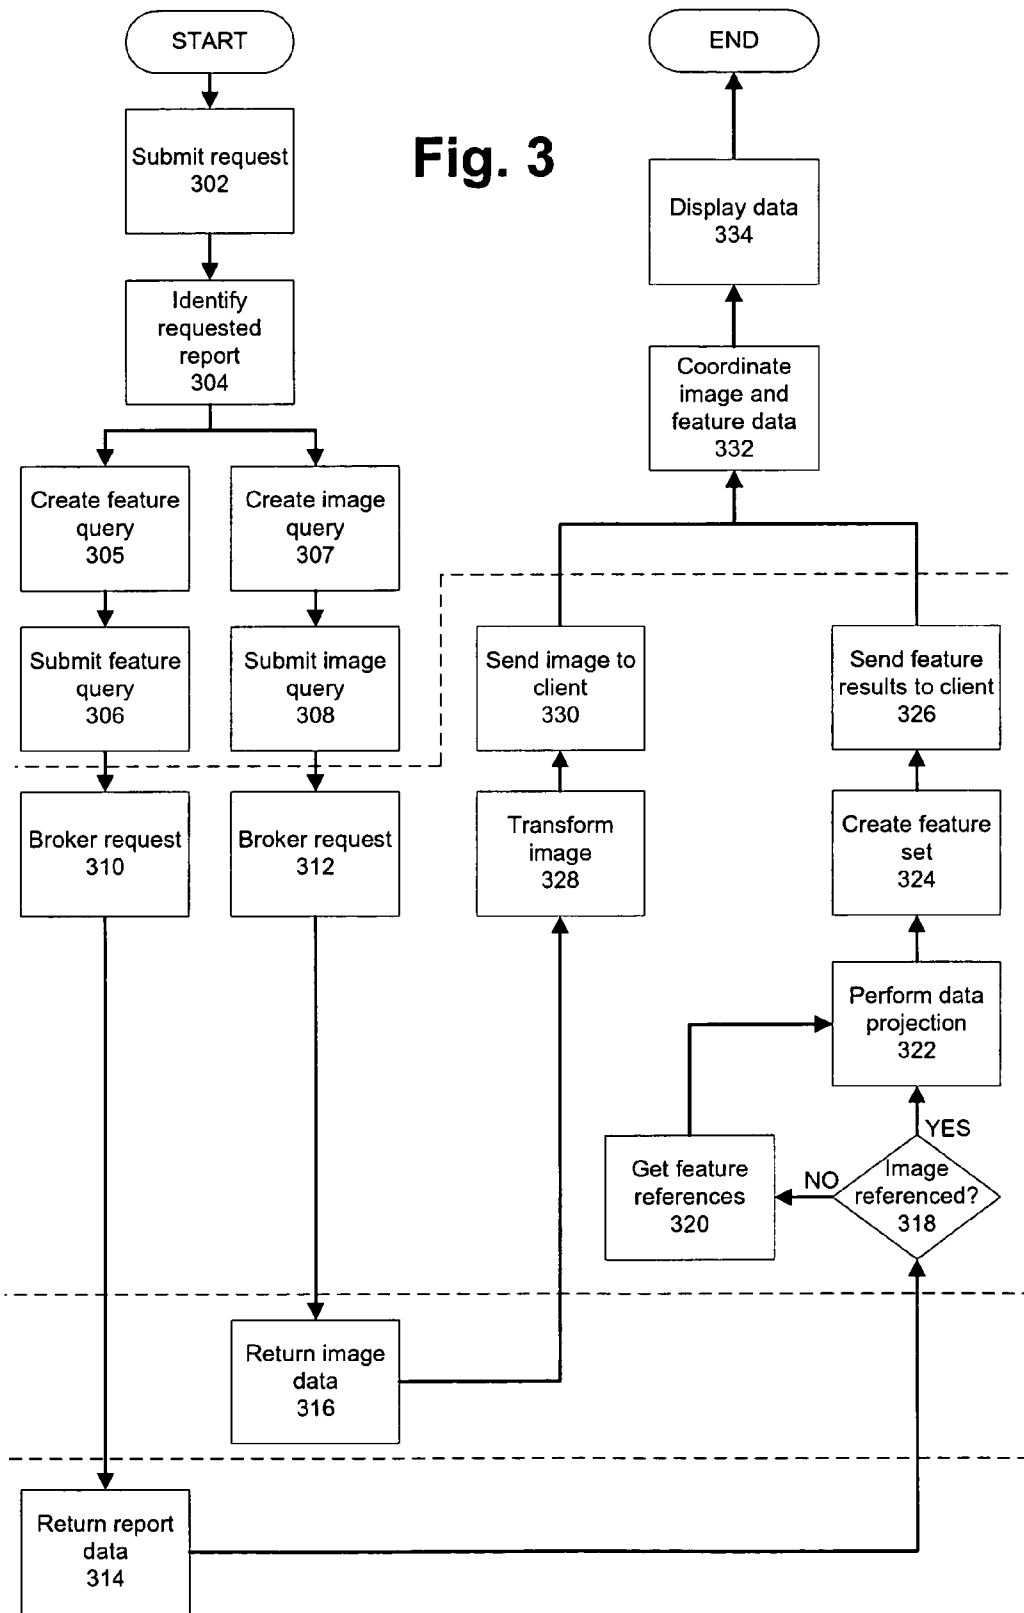 START
END
Fig. 3
Submit request
302
Display data
334
Identify
requested
report
304
Coordinate
image and
feature data
332
Create feature
query
305
Create image
query
307
Submit feature
query
306
Submit image
query
308
Send image to
client
330
Send feature
results to client
326
Broker request
310
Broker request
312
Transform
image
328
Create feature
set
324
Perform data
projection
322
YES
Get feature
references
320
NO
Image
referenced?
318
Return image
data
316
Return report
data
314